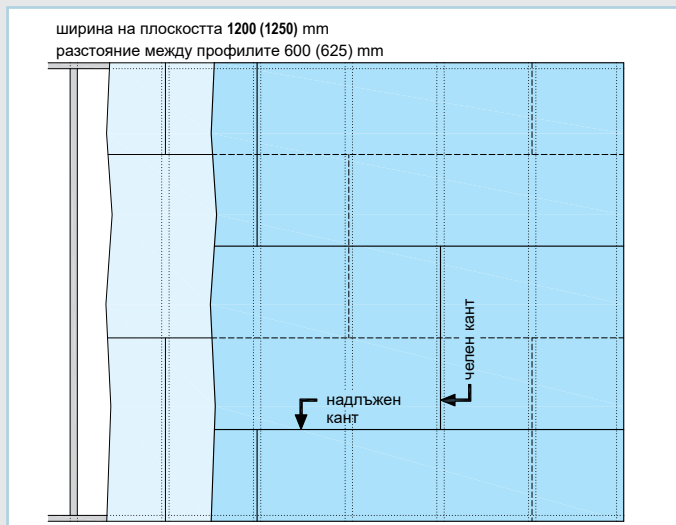 ширина на плоскостта 1200 (1250) mm
разстояние между профилите 600 (625) mm
челен кант
надлъжен
кант